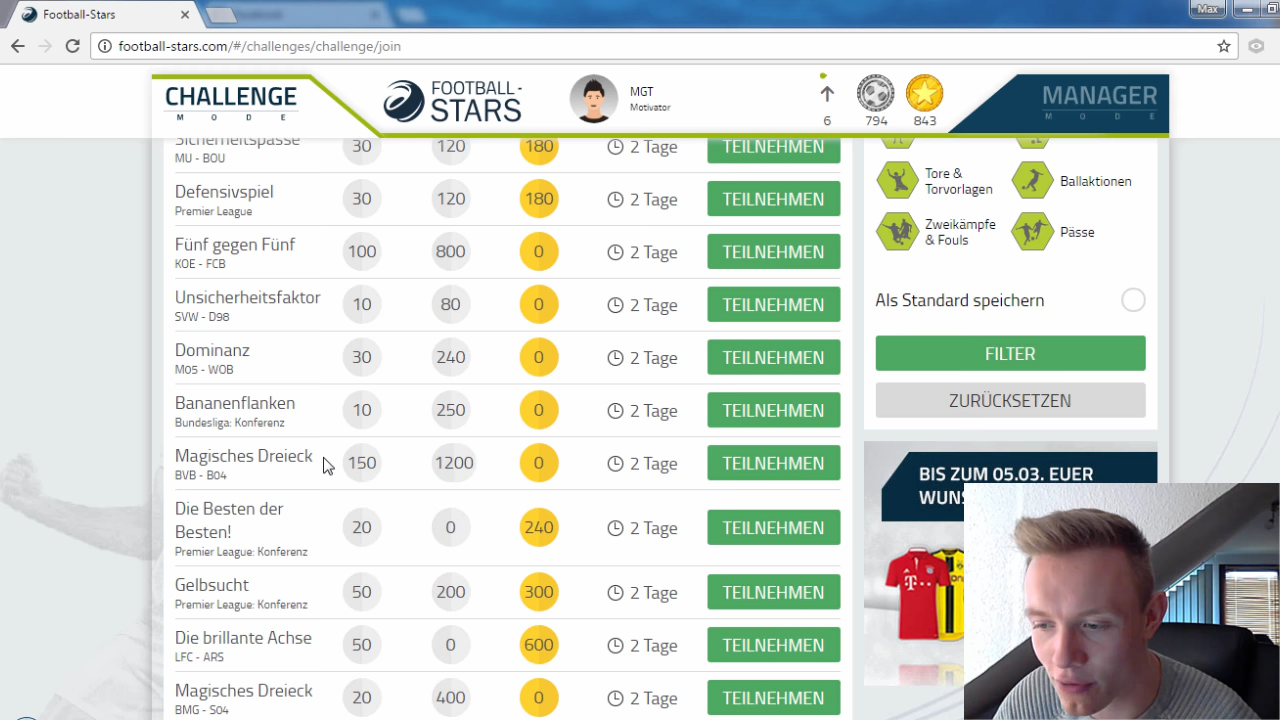 Football-Stars
Max
football-stars.com/#/challenges/challenge/join
CHALLENGE
MODE
FOOTBALL-
STARS
MGT
Motivator
6
794
843
MANAGER
MODE
Sicherheitspässe 30 120 180 2 Tage TEILNEHMEN
MU - BOU
Defensivspiel 30 120 180 2 Tage TEILNEHMEN
Premier League
Fünf gegen Fünf 100 800 0 2 Tage TEILNEHMEN
KOE - FCB
Unsicherheitsfaktor 10 80 0 2 Tage TEILNEHMEN
SVW - D98
Dominanz 30 240 0 2 Tage TEILNEHMEN
M05 - WOB
Bananenflanken 10 250 0 2 Tage TEILNEHMEN
Bundesliga: Konferenz
Magisches Dreieck 150 1200 0 2 Tage TEILNEHMEN
BVB - B04
Die Besten der
Besten! 20 0 240 2 Tage TEILNEHMEN
Premier League: Konferenz
Gelbsucht 50 200 300 2 Tage TEILNEHMEN
Premier League: Konferenz
Die brillante Achse 50 0 600 2 Tage TEILNEHMEN
LFC - ARS
Magisches Dreieck 20 400 0 2 Tage TEILNEHMEN
BMG - S04
Tore &
Torvorlagen
Ballaktionen
Zweikämpfe
& Fouls
Pässe
Als Standard speichern
FILTER
ZURÜCKSETZEN
BIS ZUM 05.03. EUER
WUNS